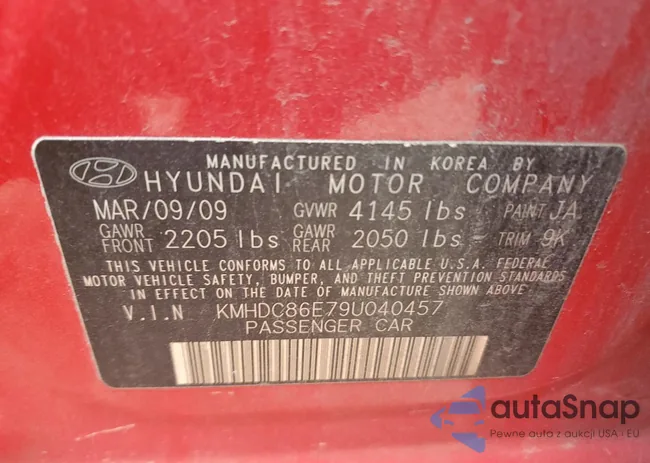 MANUFACTURED IN KOREA BY
HYUNDAI MOTOR COMPANY
MAR/09/09 GVWR 4145 lbs PAINT JA
GAWR FRONT 2205 lbs GAWR REAR 2050 lbs TRIM 9K
THIS VEHICLE CONFORMS TO ALL APPLICABLE U.S.A. FEDERAL
MOTOR VEHICLE SAFETY, BUMPER, AND THEFT PREVENTION STANDARDS
IN EFFECT ON THE DATE OF MANUFACTURE SHOWN ABOVE
V.I.N KMHDC86E79U040457
PASSENGER CAR
autaSnap
Pewne auta z aukcji USA i EU